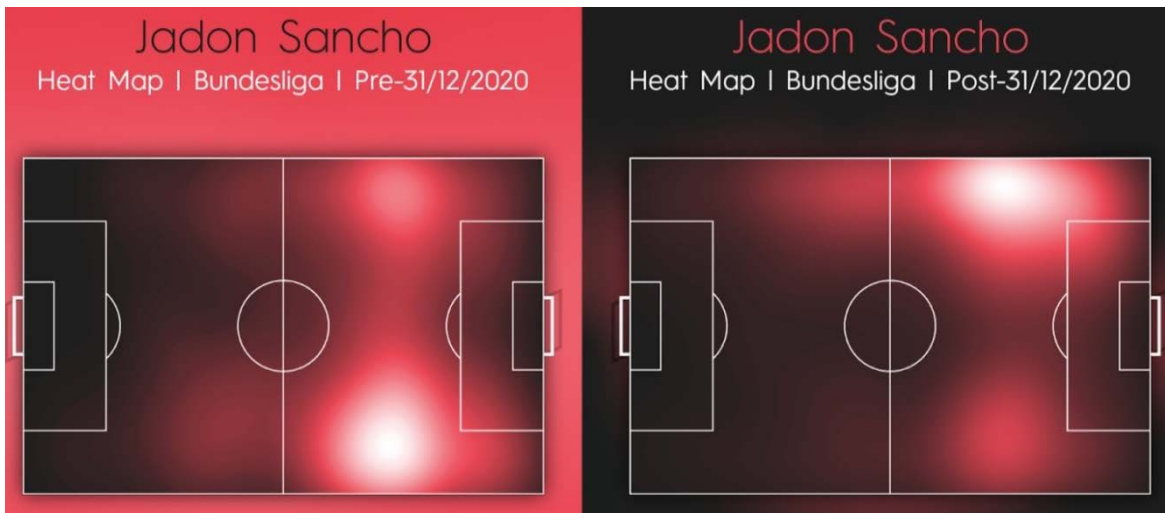 Jadon Sancho
Heat Map | Bundesliga | Pre-31/12/2020
Jadon Sancho
Heat Map | Bundesliga | Post-31/12/2020